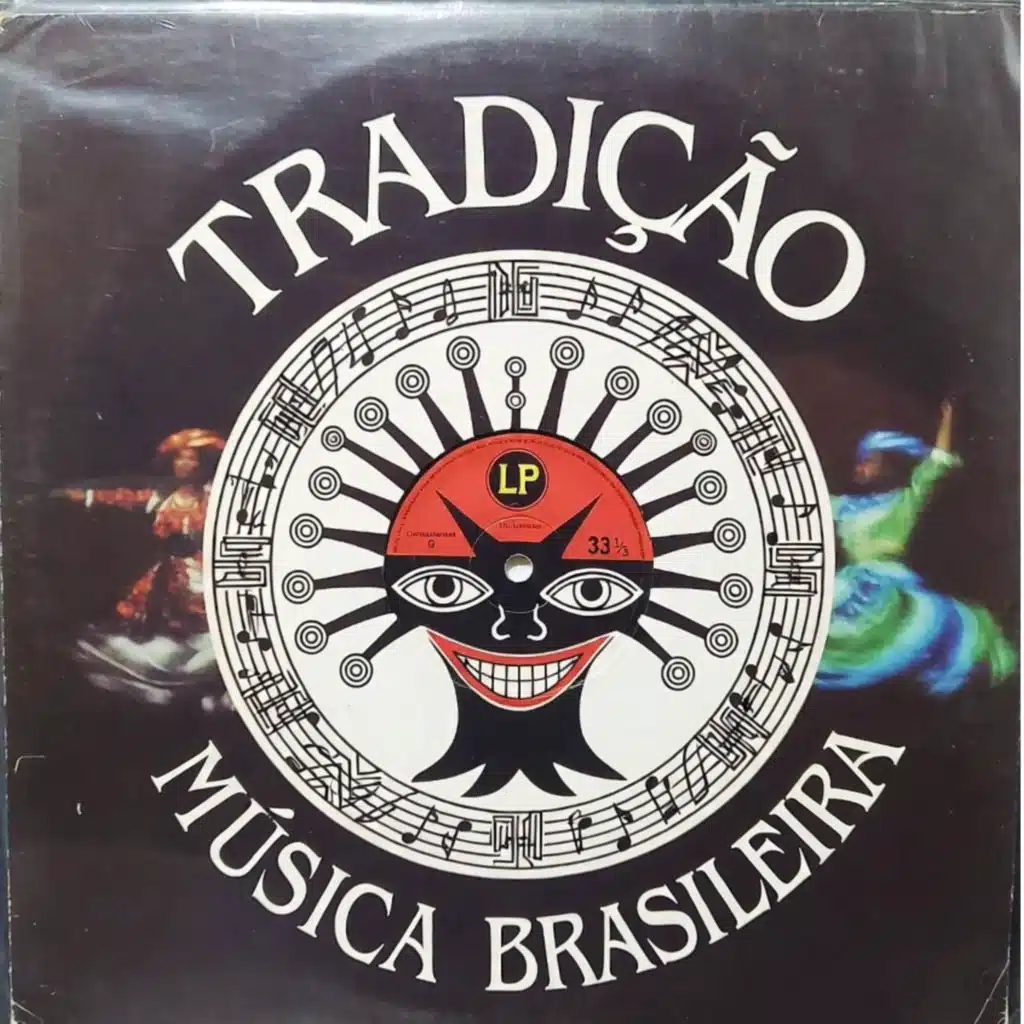 TRADIÇÃO
LP
33 1/3
MÚSICA BRASILEIRA